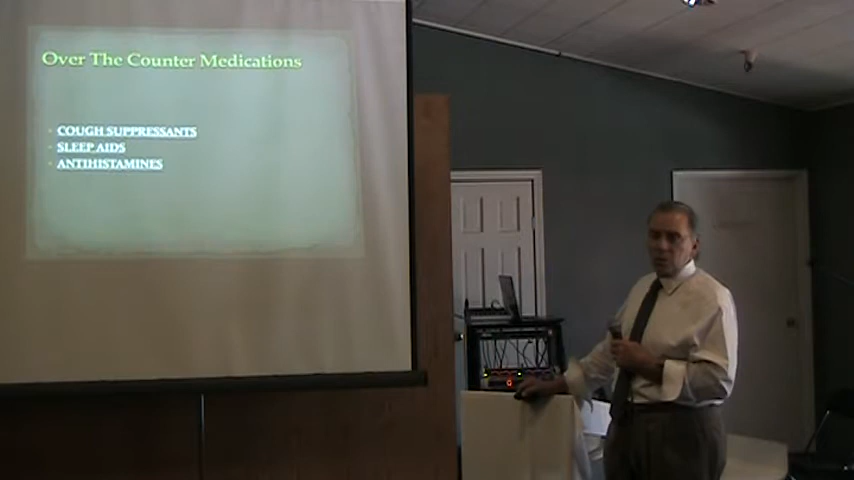 Over The Counter Medications
COUGH SUPPRESSANTS
SLEEP AIDS
ANTIHISTAMINES